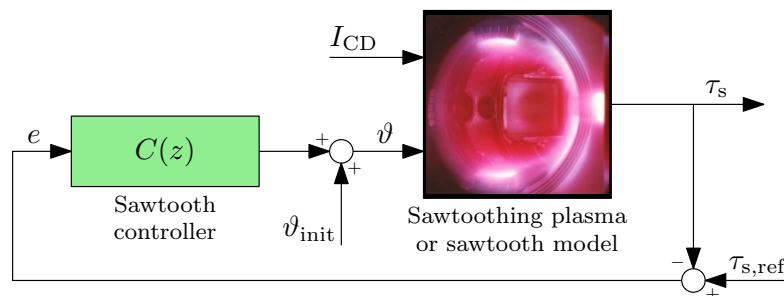 I_CD
τ_s
e
C(z)
+
ϑ
+
Sawtooth
controller
ϑ_init
Sawtoothing plasma
or sawtooth model
−
τ_s,ref
+